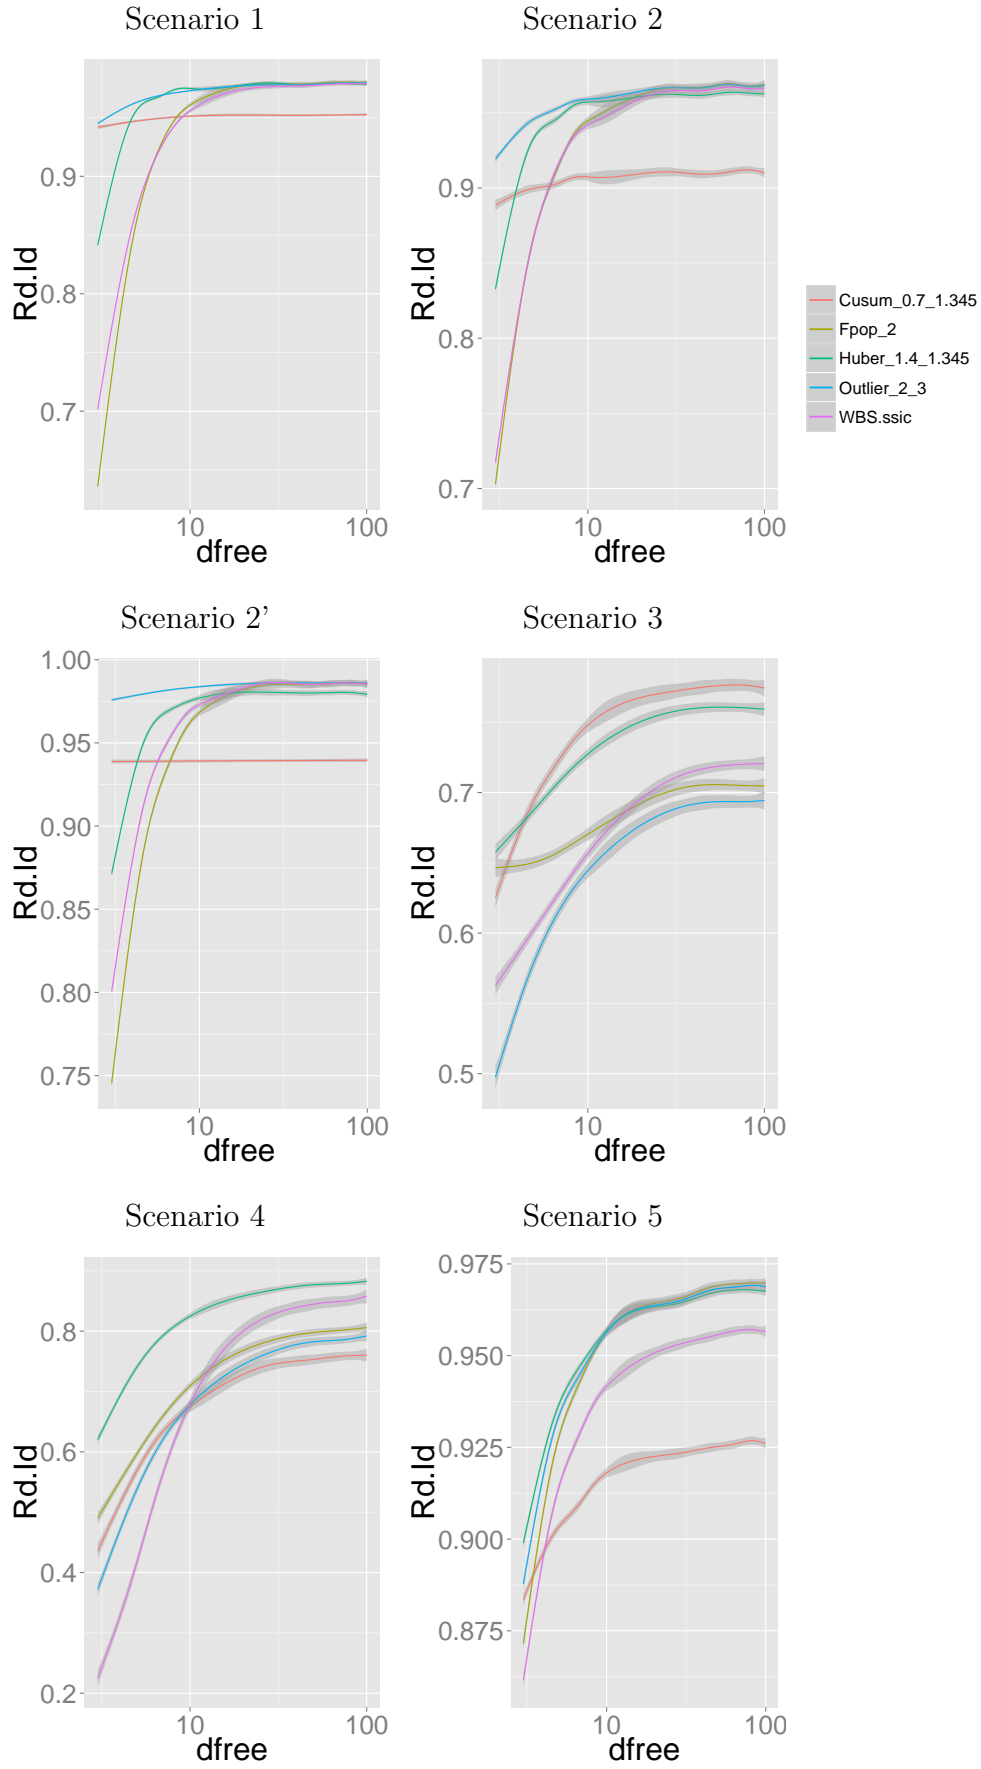 Scenario 1
Scenario 2
0.9
0.8
0.7
Rd.Id
10
100
dfree
0.9
0.8
0.7
Rd.Id
10
100
dfree
Cusum_0.7_1.345
Fpop_2
Huber_1.4_1.345
Outlier_2_3
WBS.ssic
Scenario 2'
Scenario 3
1.00
0.95
0.90
0.85
0.80
0.75
Rd.Id
10
100
dfree
0.7
0.6
0.5
Rd.Id
10
100
dfree
Scenario 4
Scenario 5
0.8
0.6
0.4
0.2
Rd.Id
10
100
dfree
0.975
0.950
0.925
0.900
0.875
Rd.Id
10
100
dfree